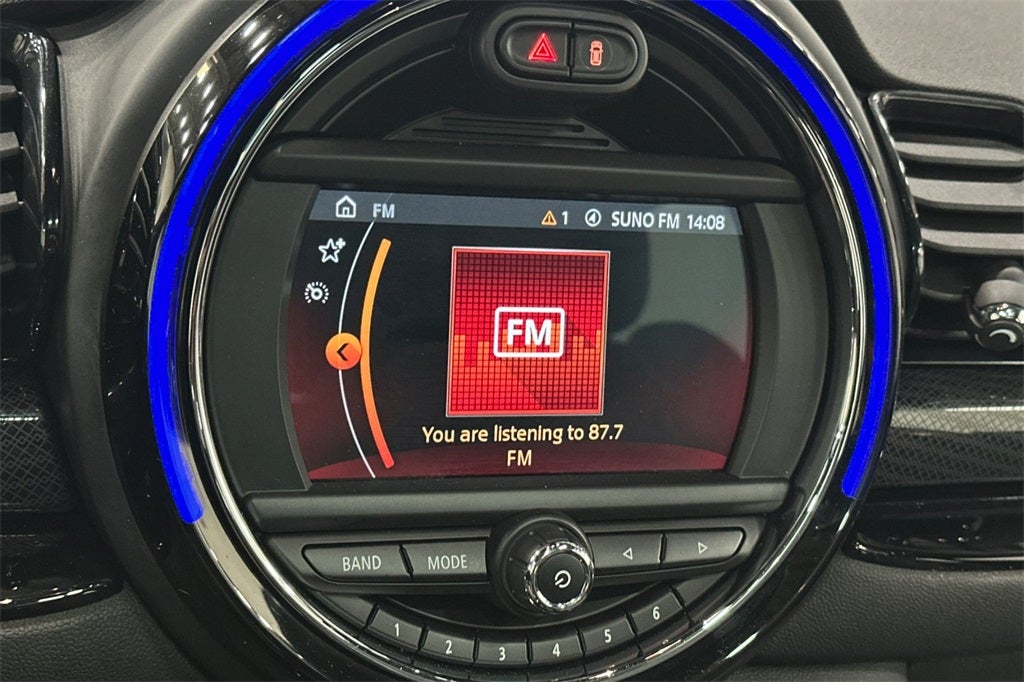 FM
1 4 SUNO FM 14:08
FM
You are listening to 87.7
FM
BAND MODE
1 2 3 4 5 6